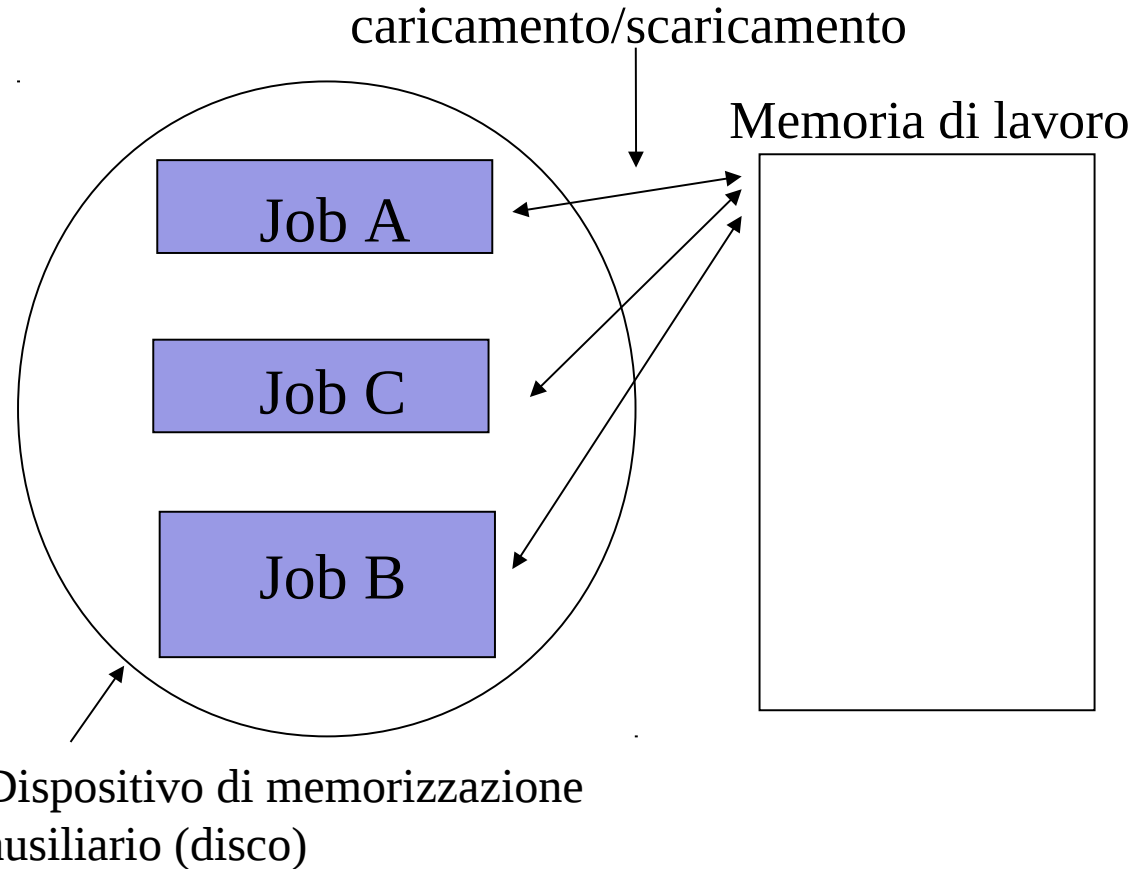 caricamento/scaricamento
Memoria di lavoro
Job A
Job C
Job B
Dispositivo di memorizzazione
ausiliario (disco)